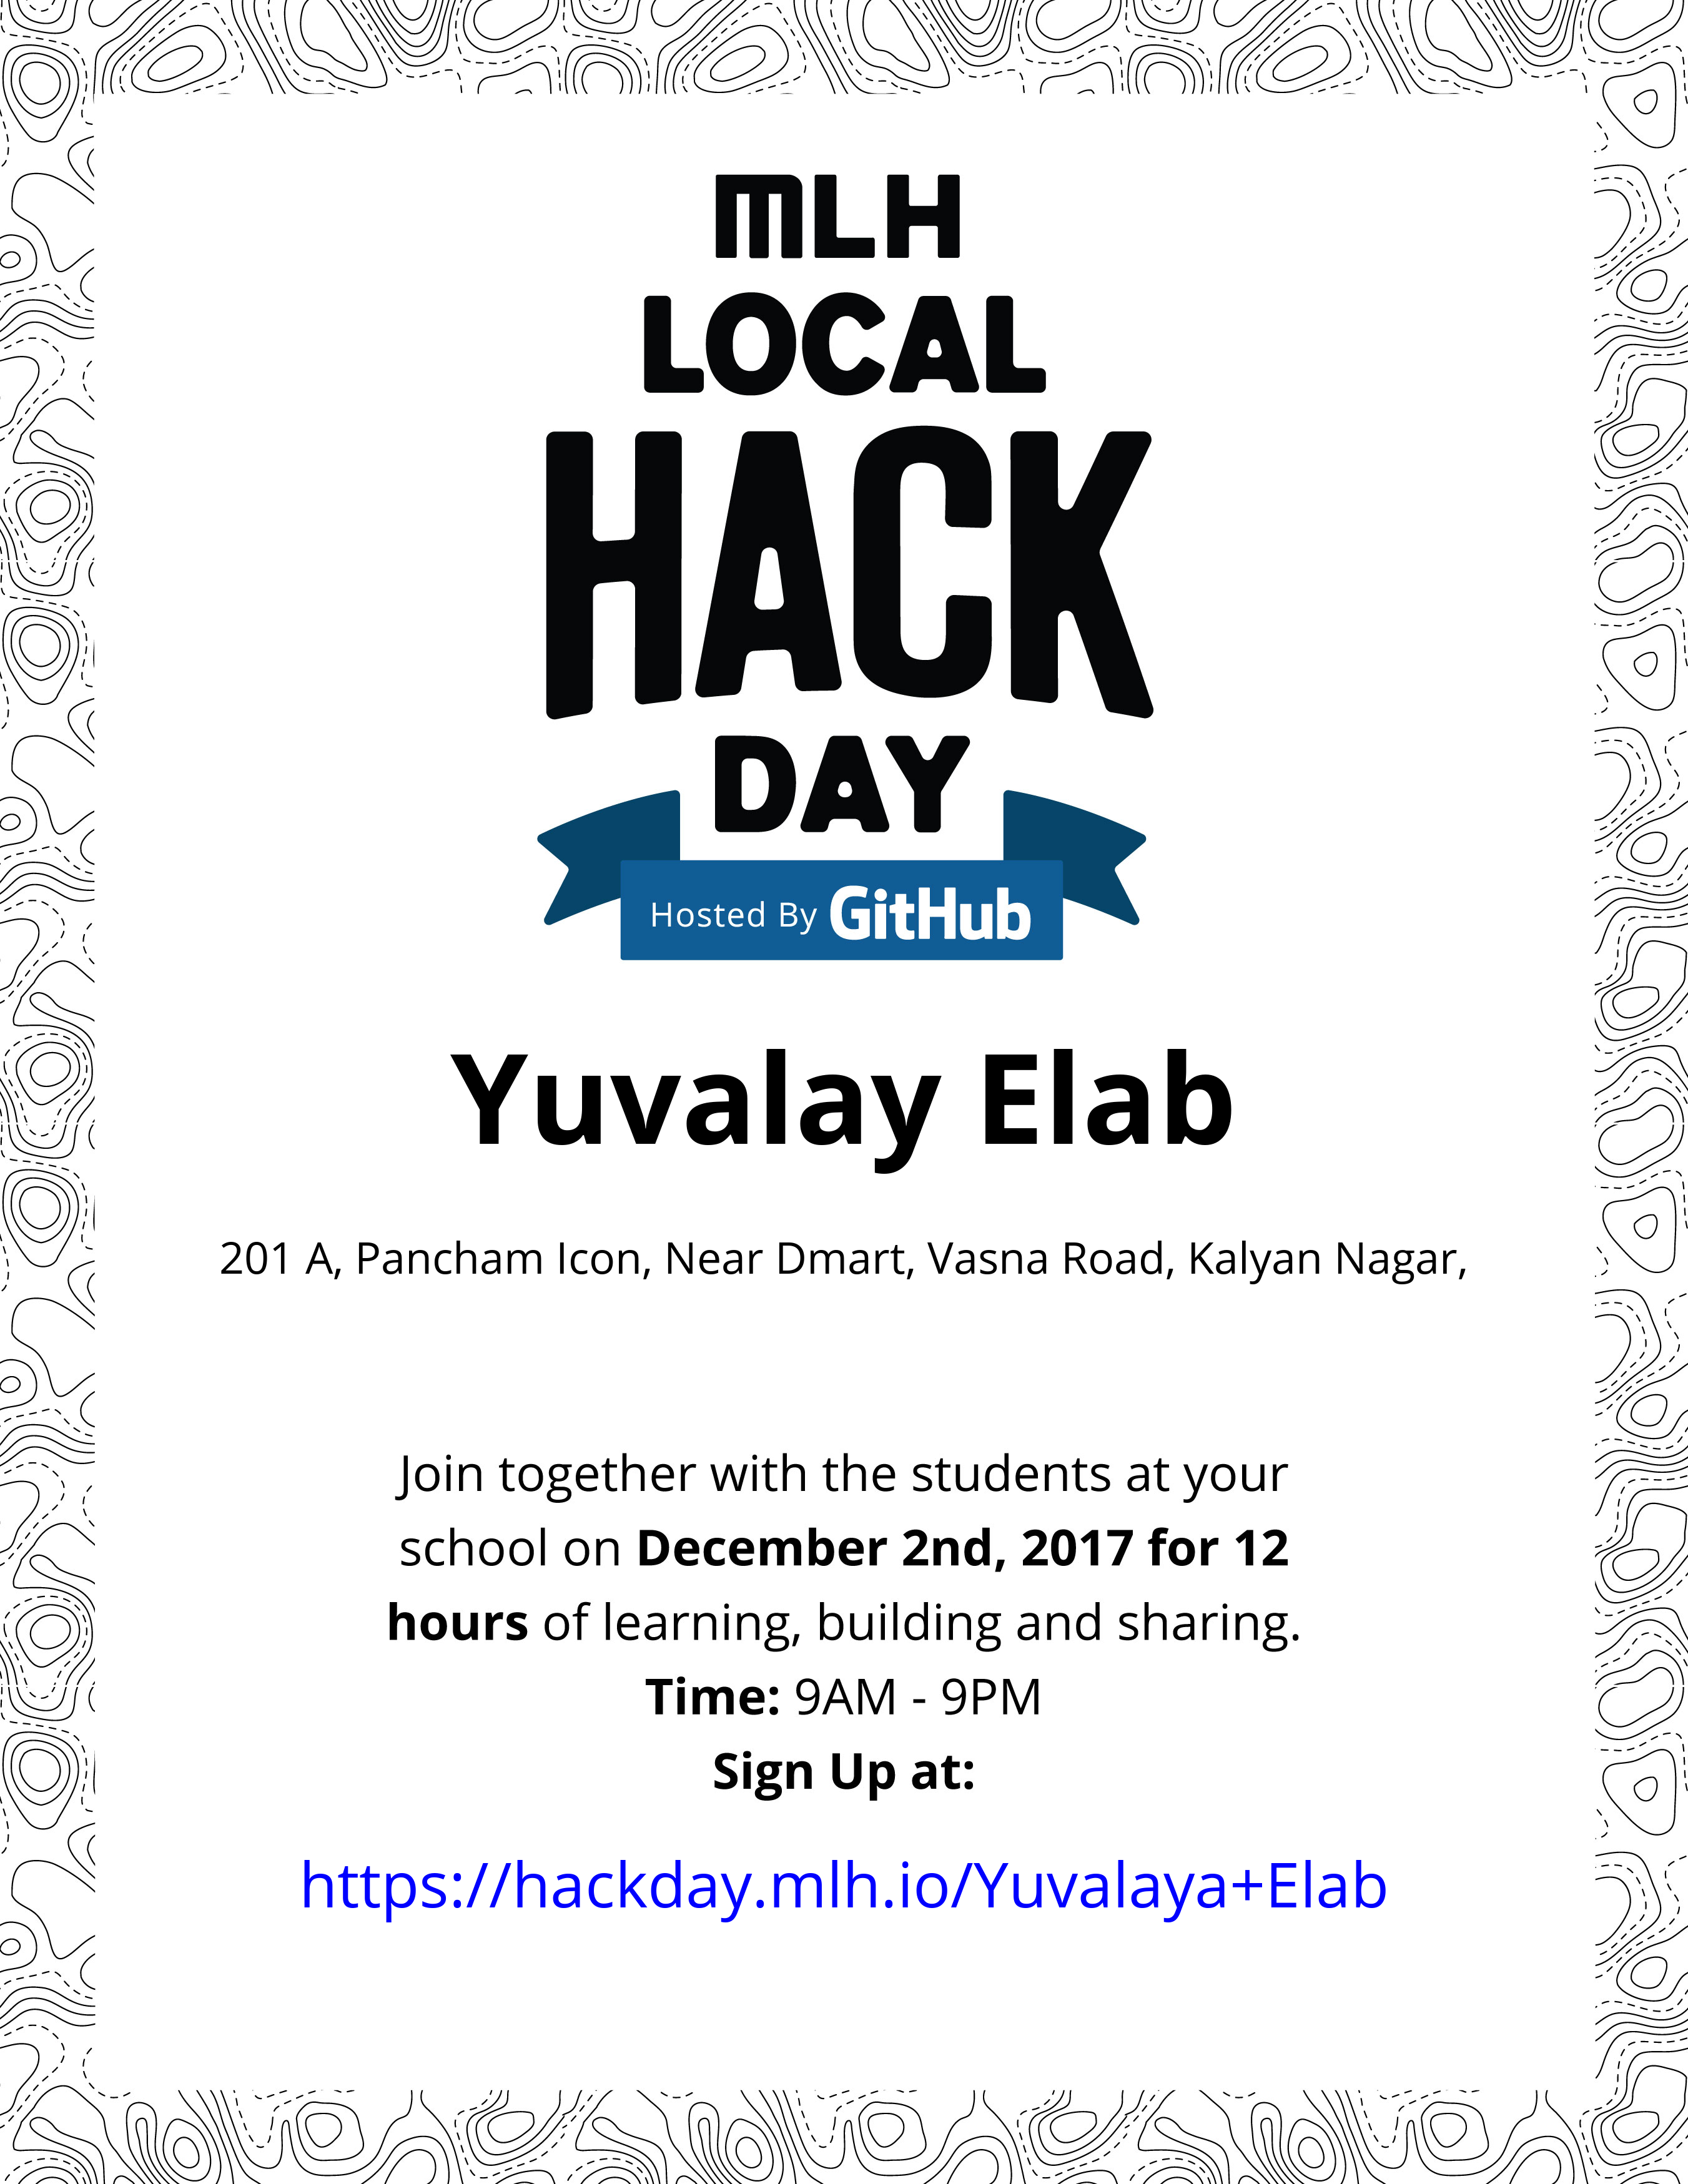 MLH
LOCAL
HACK
DAY
Hosted By GitHub
Yuvalay Elab
201 A, Pancham Icon, Near Dmart, Vasna Road, Kalyan Nagar,
Join together with the students at your
school on December 2nd, 2017 for 12
hours of learning, building and sharing.
Time: 9AM - 9PM
Sign Up at:
https://hackday.mlh.io/Yuvalaya+Elab